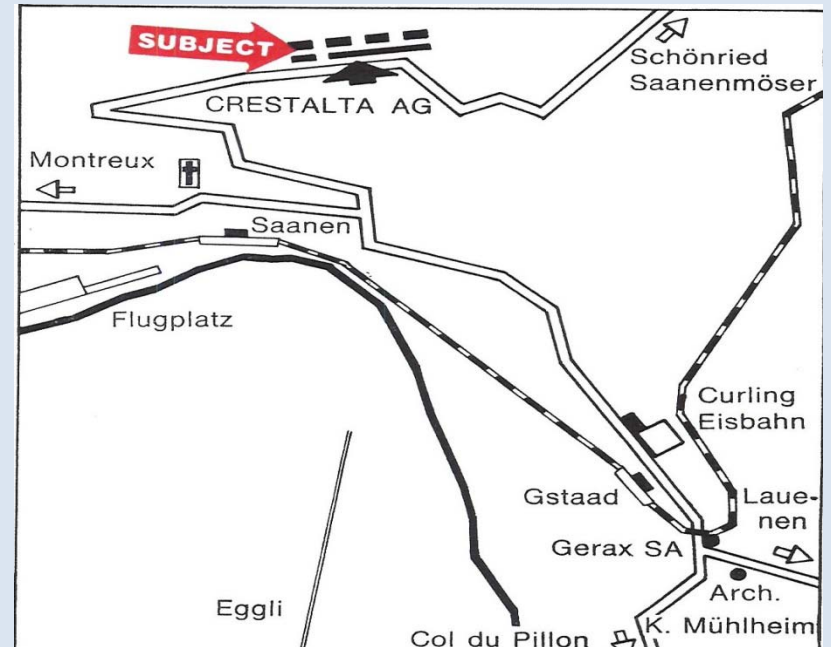 SUBJECT
Schönried
Saanenmöser
CRESTALTA AG
Montreux
Saanen
Flugplatz
Curling
Eisbahn
Gstaad
Laue-
nen
Gerax SA
Arch.
K. Mühlheim
Eggli
Col du Pillon